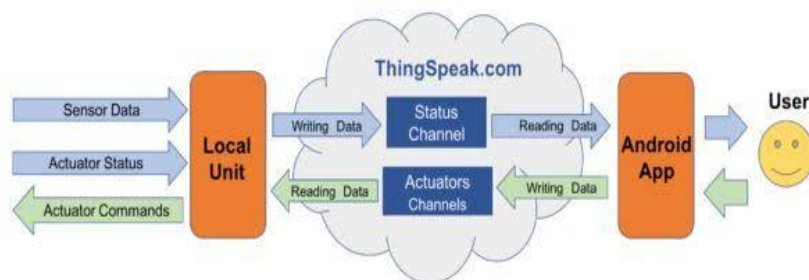 ThingSpeak.com
Sensor Data
Actuator Status
Actuator Commands
Local
Unit
Writing Data
Reading Data
Status
Channel
Actuators
Channels
Reading Data
Writing Data
Android
App
User